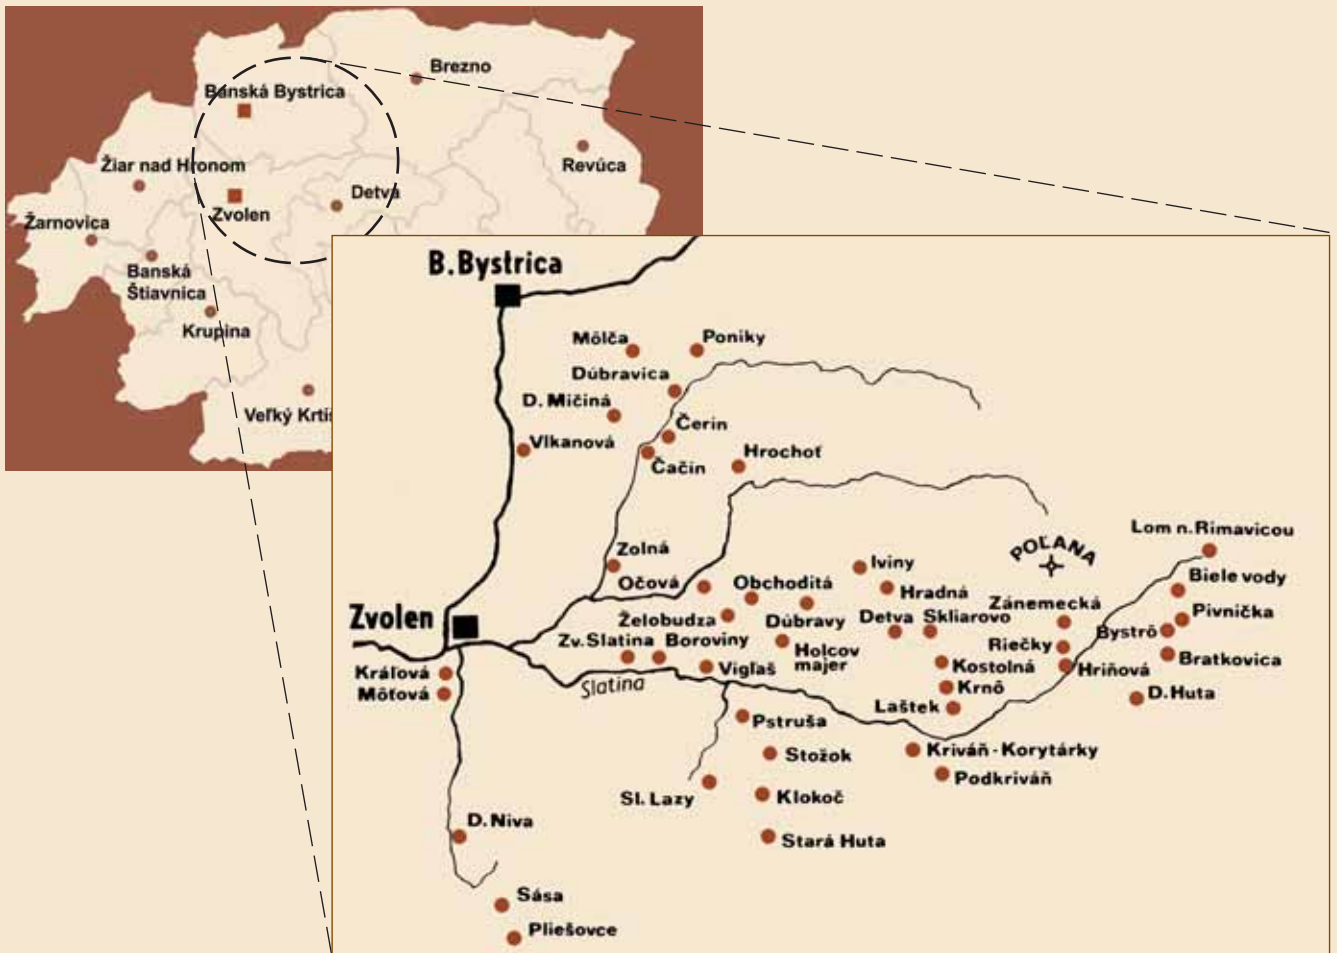 Brezno
Banská Bystrica
Žiar nad Hronom
Revúca
Detva
Zvolen
Žarnovica
Banská
Štiavnica
Krupina
Veľký Krtíš
B.Bystrica
Môlča
Poniky
Dúbravica
D. Mičiná
Čerín
Vlkanová
Čačín
Hrochoť
Lom n. Rimavicou
POĽANA
Zolná
Iviny
Očová
Obchoditá
Hradná
Biele vody
Zvolen
Želobudza
Dúbravy
Detva
Skliarovo
Zánemecká
Pivnička
Bystrô
Zv. Slatina
Boroviny
Holcov
majer
Riečky
Kráľová
Vigľaš
Kostolná
Hriňová
Bratkovica
Môťová
Slatina
Krnô
D. Huta
Laštek
Pstruša
Stožok
Kriváň - Korytárky
Podkriváň
Sl. Lazy
Klokoč
D. Niva
Stará Huta
Sása
Pliešovce